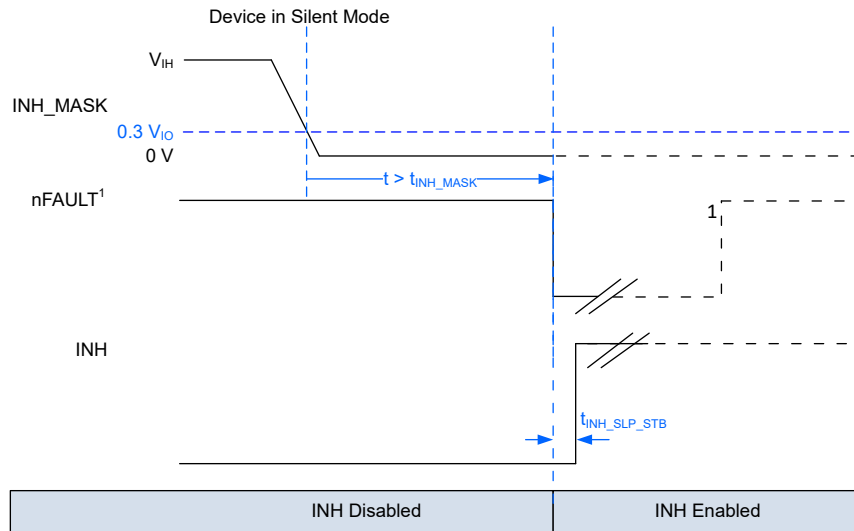 Device in Silent Mode
VIH
INH_MASK
0.3 VIO
0 V
t > tINH_MASK
nFAULT1
1
INH
tINH_SLP_STB
INH Disabled
INH Enabled